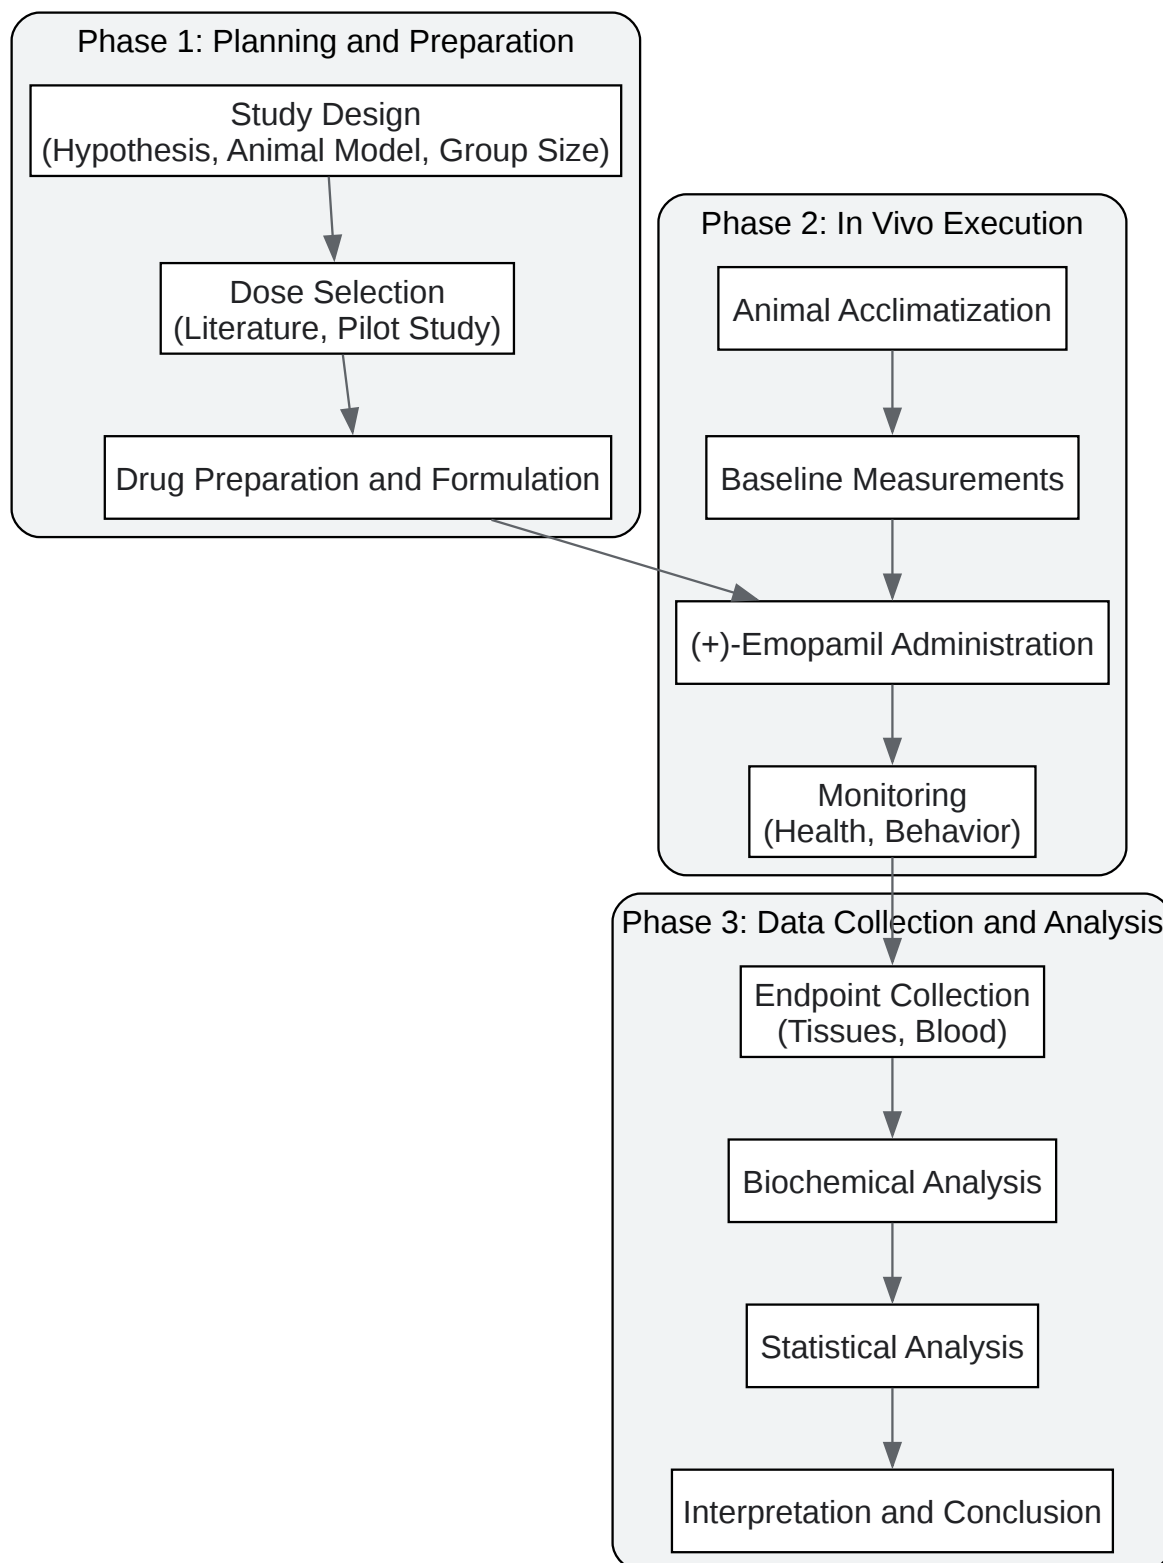 Phase 1: Planning and Preparation
Study Design
(Hypothesis, Animal Model, Group Size)
Dose Selection
(Literature, Pilot Study)
Drug Preparation and Formulation
Phase 2: In Vivo Execution
Animal Acclimatization
Baseline Measurements
(+)-Emopamil Administration
Monitoring
(Health, Behavior)
Phase 3: Data Collection and Analysis
Endpoint Collection
(Tissues, Blood)
Biochemical Analysis
Statistical Analysis
Interpretation and Conclusion